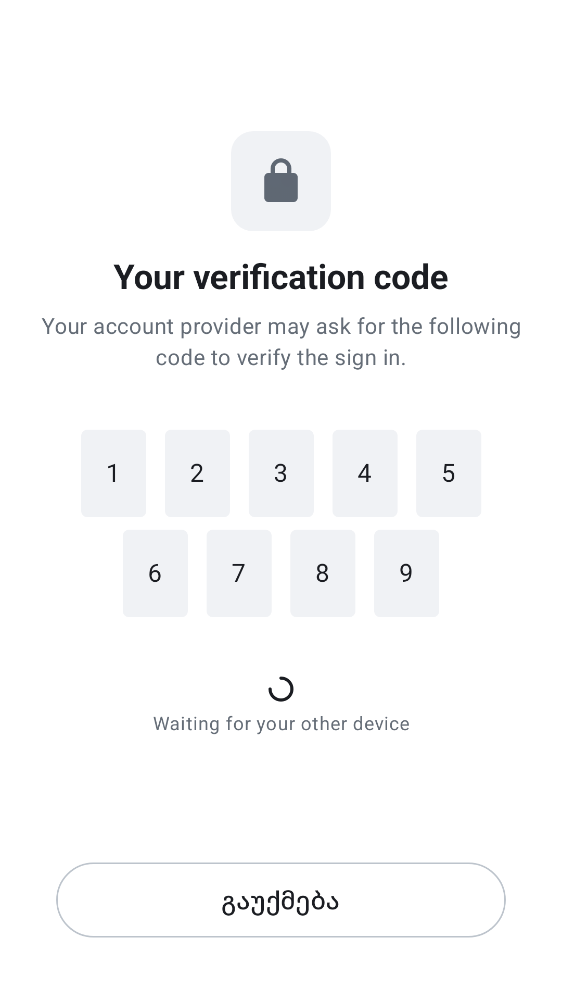 Your verification code
Your account provider may ask for the following
code to verify the sign in.
1 2 3 4 5
6 7 8 9
Waiting for your other device
გაუქმება